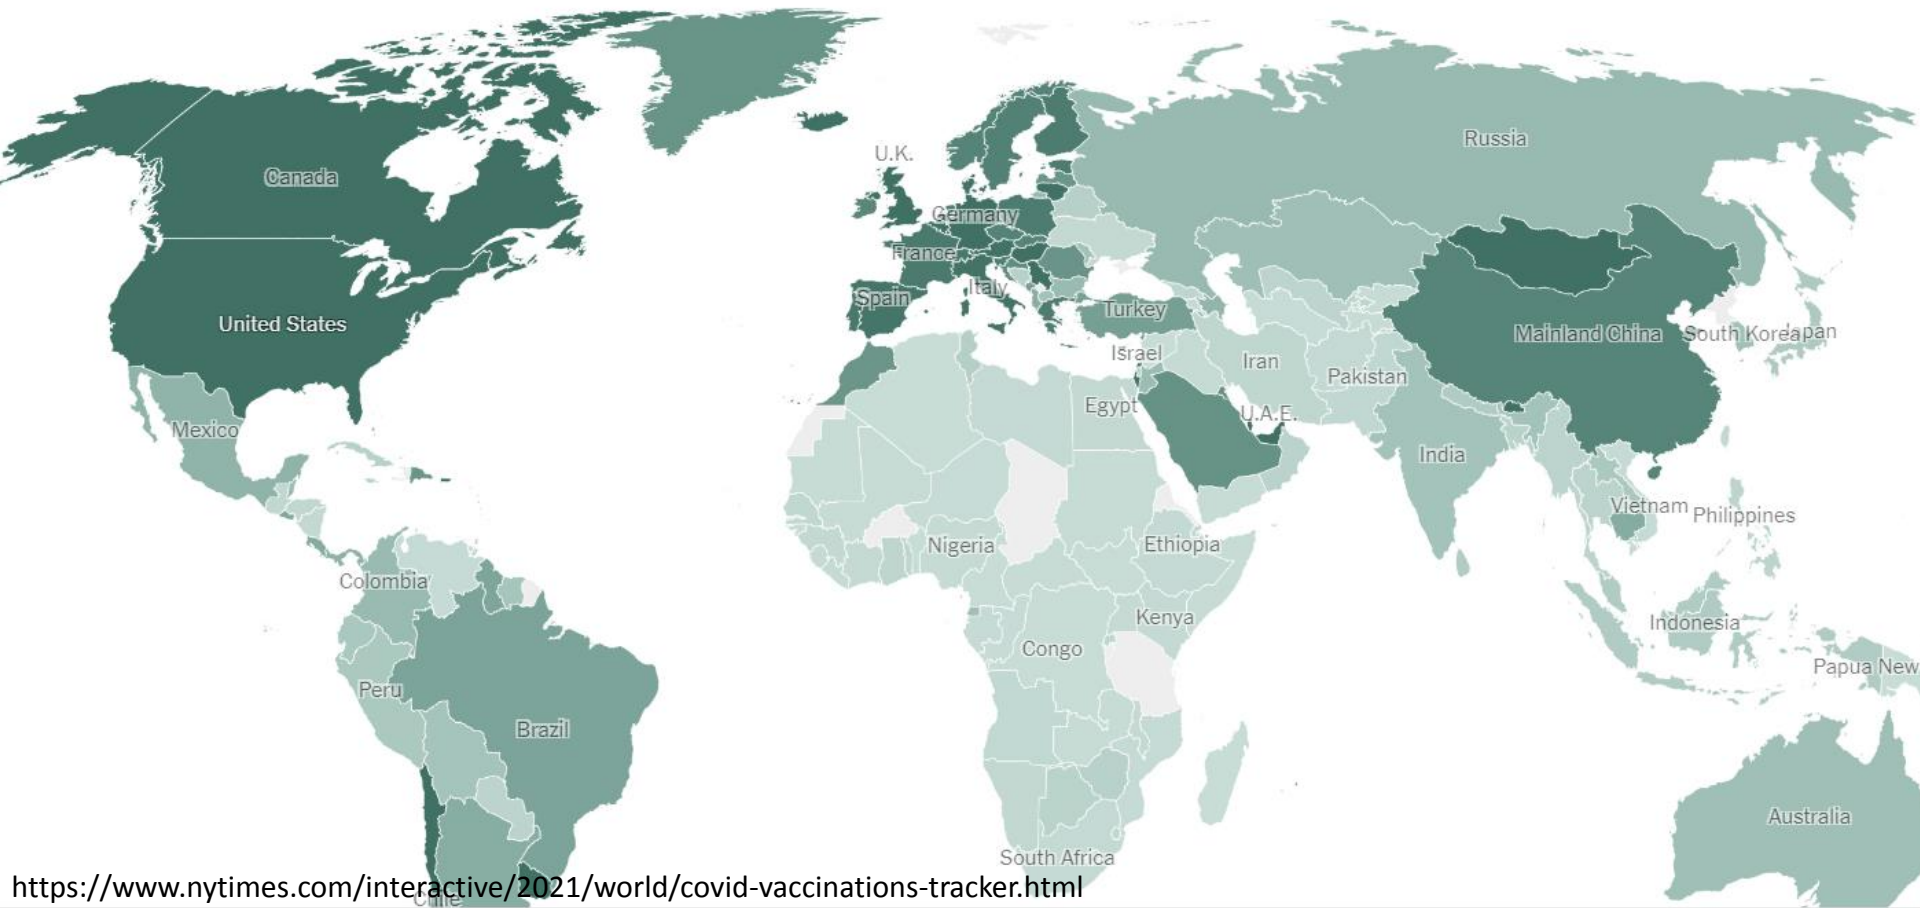 U.K.
Russia
Canada
Germany
France
Italy
Spain
Turkey
United States
Mainland China
South Korea
Japan
Israel
Iran
Pakistan
Egypt
U.A.E.
Mexico
India
Vietnam
Philippines
Nigeria
Ethiopia
Colombia
Kenya
Indonesia
Congo
Papua New
Peru
Brazil
Australia
South Africa
https://www.nytimes.com/interactive/2021/world/covid-vaccinations-tracker.html
Chile